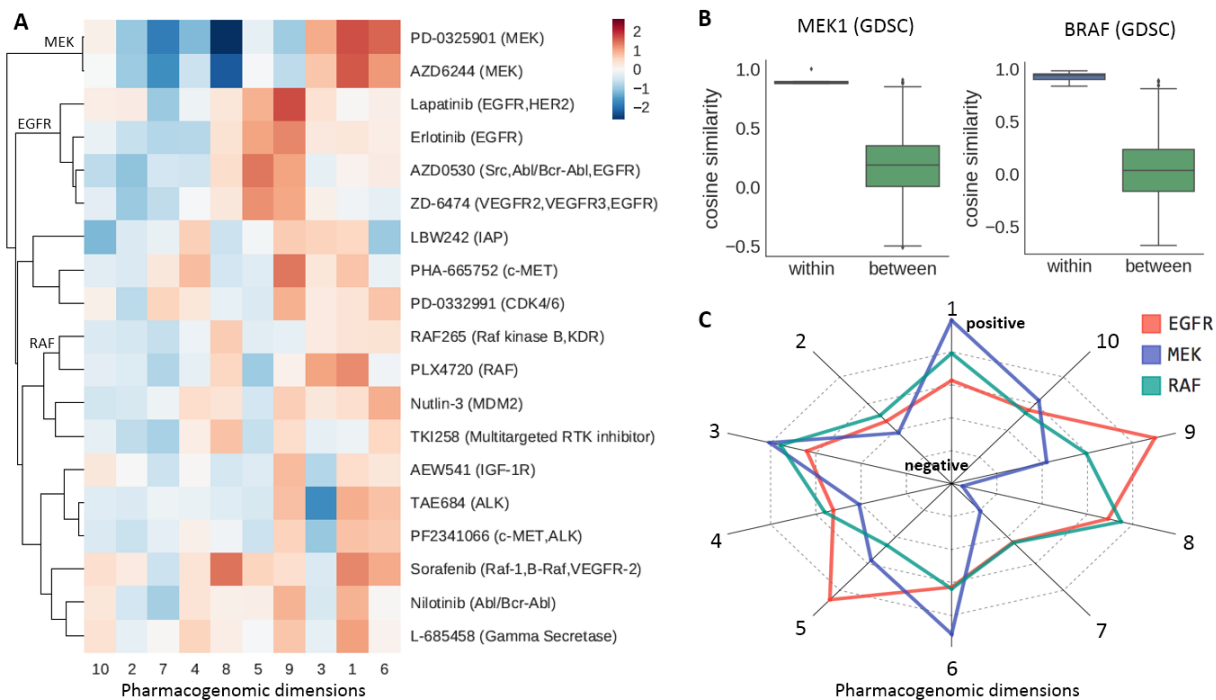 A
MEK
EGFR
RAF
2
1
0
−1
−2
PD-0325901 (MEK)
AZD6244 (MEK)
Lapatinib (EGFR,HER2)
Erlotinib (EGFR)
AZD0530 (Src,Abl/Bcr-Abl,EGFR)
ZD-6474 (VEGFR2,VEGFR3,EGFR)
LBW242 (IAP)
PHA-665752 (c-MET)
PD-0332991 (CDK4/6)
RAF265 (Raf kinase B,KDR)
PLX4720 (RAF)
Nutlin-3 (MDM2)
TKI258 (Multitargeted RTK inhibitor)
AEW541 (IGF-1R)
TAE684 (ALK)
PF2341066 (c-MET,ALK)
Sorafenib (Raf-1,B-Raf,VEGFR-2)
Nilotinib (Abl/Bcr-Abl)
L-685458 (Gamma Secretase)
10 2 7 4 8 5 9 3 1 6
Pharmacogenomic dimensions
B
MEK1 (GDSC)
cosine similarity
1.0
0.5
0.0
−0.5
within between
BRAF (GDSC)
cosine similarity
1.0
0.5
0.0
−0.5
within between
C
1
positive
2
10
3
9
negative
4
8
5
7
6
EGFR
MEK
RAF
Pharmacogenomic dimensions